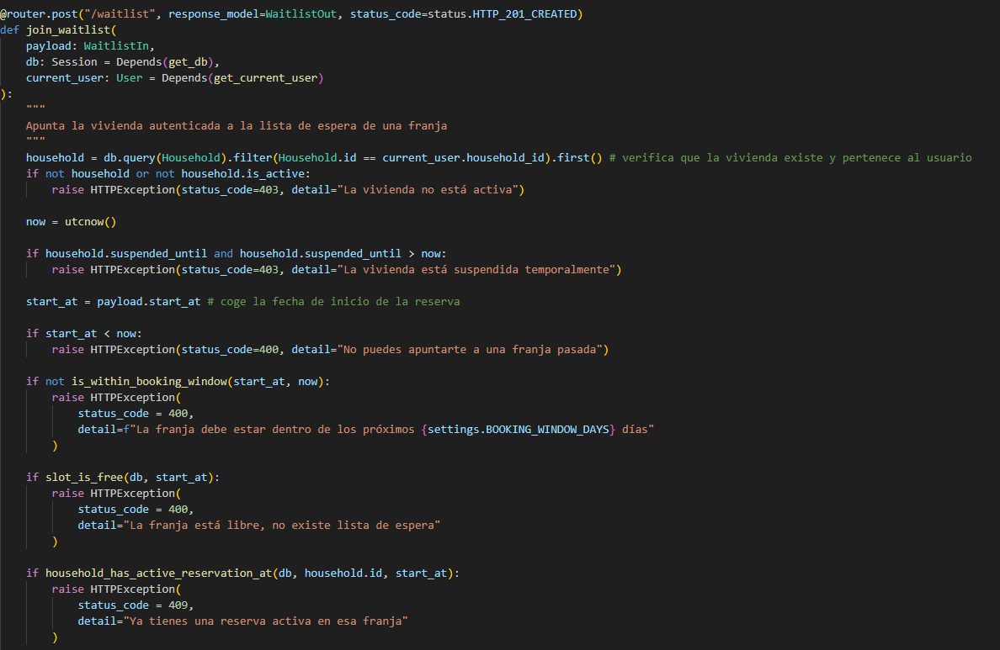 @router.post("/waitlist", response_model=WaitlistOut, status_code=status.HTTP_201_CREATED)
def join_waitlist(
    payload: WaitlistIn,
    db: Session = Depends(get_db),
    current_user: User = Depends(get_current_user)
):
    """
    Apunta la vivienda autenticada a la lista de espera de una franja
    """
    household = db.query(Household).filter(Household.id == current_user.household_id).first() # verifica que la vivienda existe y pertenece al usuario
    if not household or not household.is_active:
        raise HTTPException(status_code=403, detail="La vivienda no está activa")

    now = utcnow()

    if household.suspended_until and household.suspended_until > now:
        raise HTTPException(status_code=403, detail="La vivienda está suspendida temporalmente")

    start_at = payload.start_at # coge la fecha de inicio de la reserva

    if start_at < now:
        raise HTTPException(status_code=400, detail="No puedes apuntarte a una franja pasada")

    if not is_within_booking_window(start_at, now):
        raise HTTPException(
            status_code = 400,
            detail=f"La franja debe estar dentro de los próximos {settings.BOOKING_WINDOW_DAYS} días"
        )

    if slot_is_free(db, start_at):
        raise HTTPException(
            status_code = 400,
            detail="La franja está libre, no existe lista de espera"
        )

    if household_has_active_reservation_at(db, household.id, start_at):
        raise HTTPException(
            status_code = 409,
            detail="Ya tienes una reserva activa en esa franja"
        )